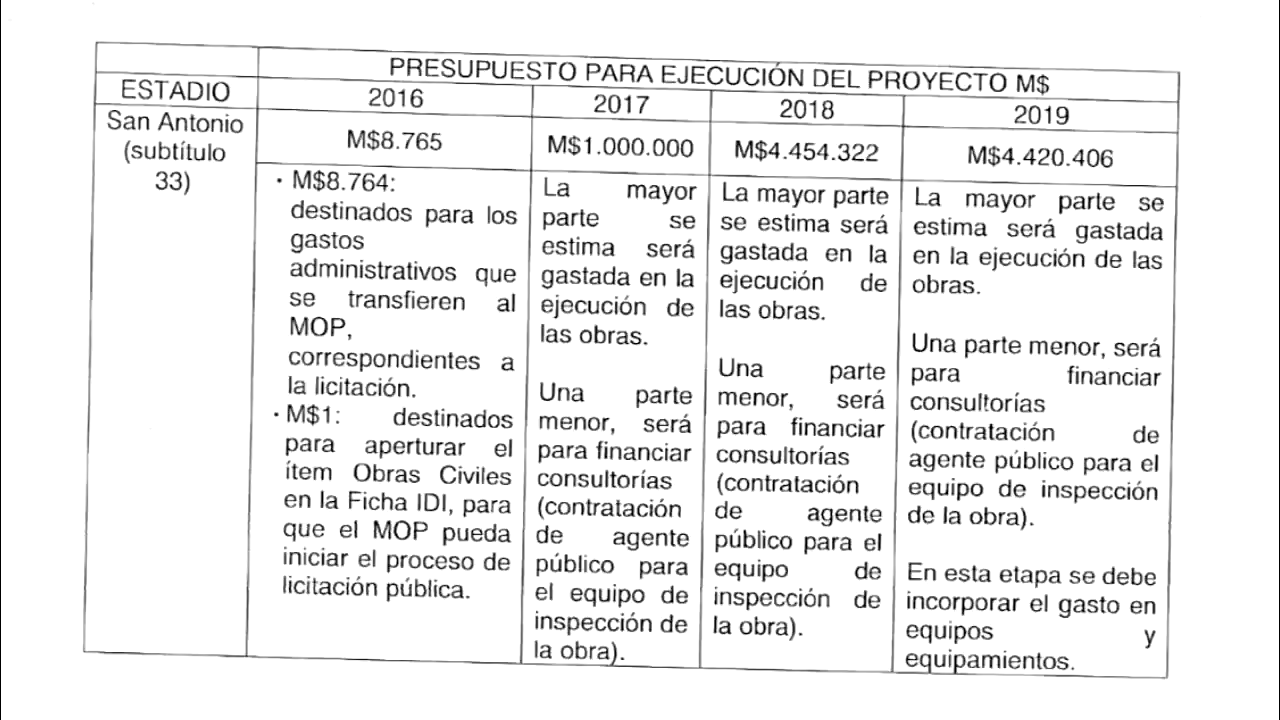 PRESUPUESTO PARA EJECUCIÓN DEL PROYECTO M$
ESTADIO
2016
2017
2018
2019
San Antonio
(subtítulo
33)
M$8.765
M$1.000.000
M$4.454.322
M$4.420.406
· M$8.764:
destinados para los
gastos
administrativos que
se transfieren al
MOP,
correspondientes a
la licitación.
· M$1: destinados
para aperturar el
ítem Obras Civiles
en la Ficha IDI, para
que el MOP pueda
iniciar el proceso de
licitación pública.
La mayor
parte se
estima será
gastada en la
ejecución de
las obras.
Una parte
menor, será
para financiar
consultorías
(contratación
de agente
público para
el equipo de
inspección de
la obra).
La mayor parte
se estima será
gastada en la
ejecución de
las obras.
Una parte
menor, será
para financiar
consultorías
(contratación
de agente
público para el
equipo de
inspección de
la obra).
La mayor parte se
estima será gastada
en la ejecución de las
obras.
Una parte menor, será
para financiar
consultorías
(contratación de
agente público para el
equipo de inspección
de la obra).
En esta etapa se debe
incorporar el gasto en
equipos y
equipamientos.